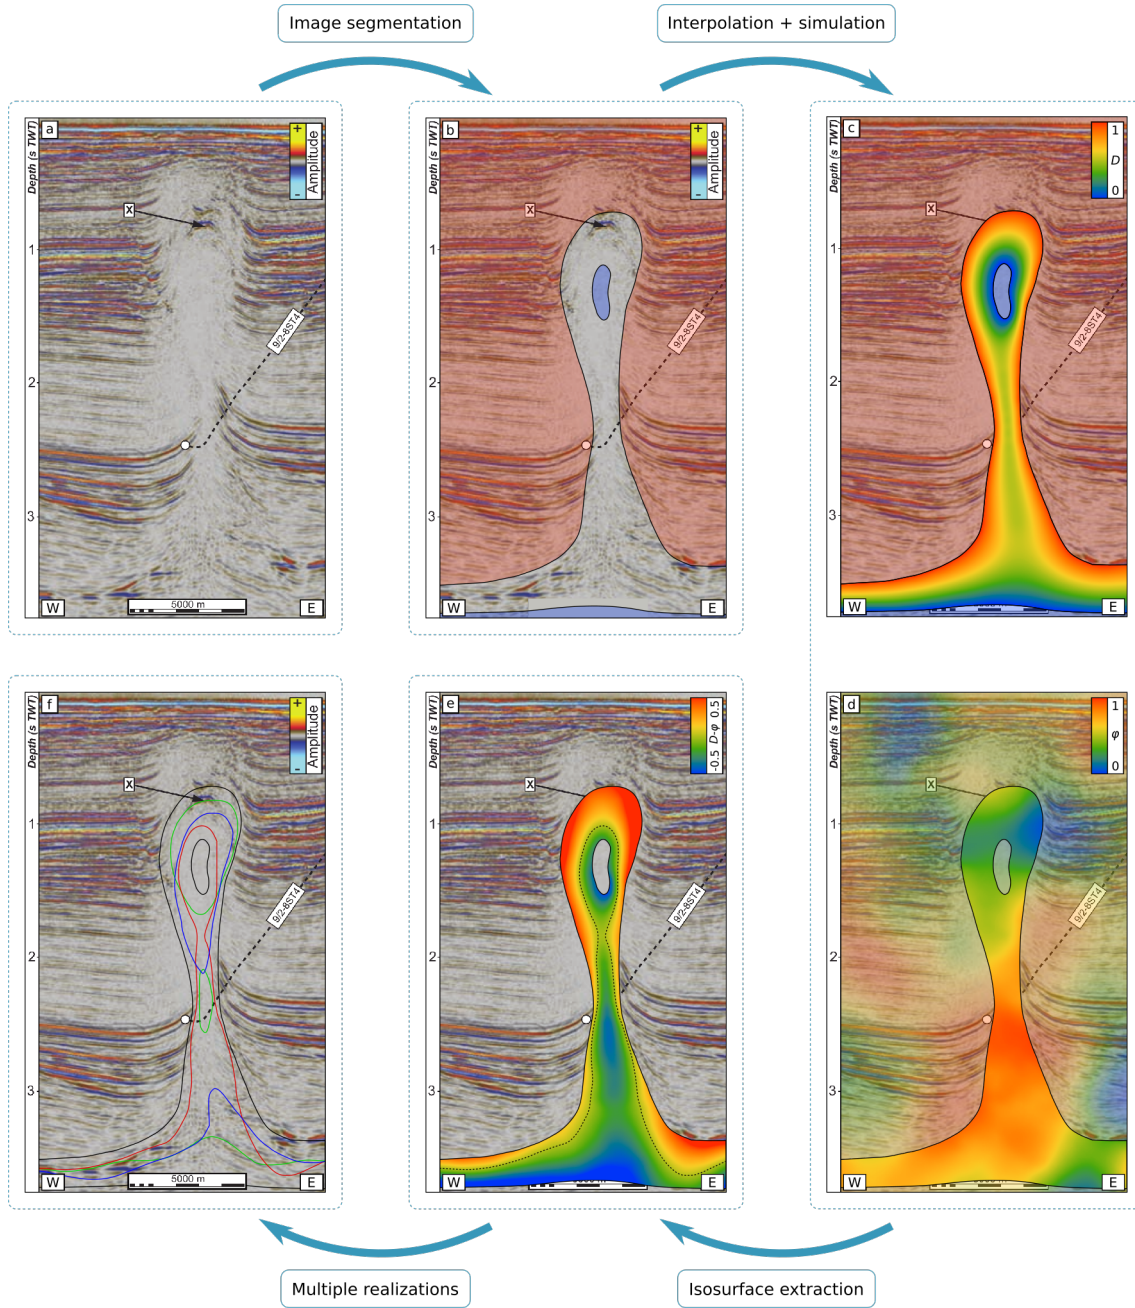 Image segmentation
Interpolation + simulation
Depth (s TWT)
a
+
-
Amplitude
X
1
9/2-8ST4
2
3
W
5000 m
E
Depth (s TWT)
b
+
-
Amplitude
X
1
9/2-8ST4
2
3
W
E
Depth (s TWT)
c
1
D
0
X
1
9/2-8ST4
2
3
W
E
Depth (s TWT)
f
+
-
Amplitude
X
1
9/2-8ST4
2
3
W
5000 m
E
Depth (s TWT)
e
-0.5 D-φ 0.5
X
1
9/2-8ST4
2
3
W
E
Depth (s TWT)
d
1
φ
0
X
1
9/2-8ST4
2
3
W
E
Multiple realizations
Isosurface extraction